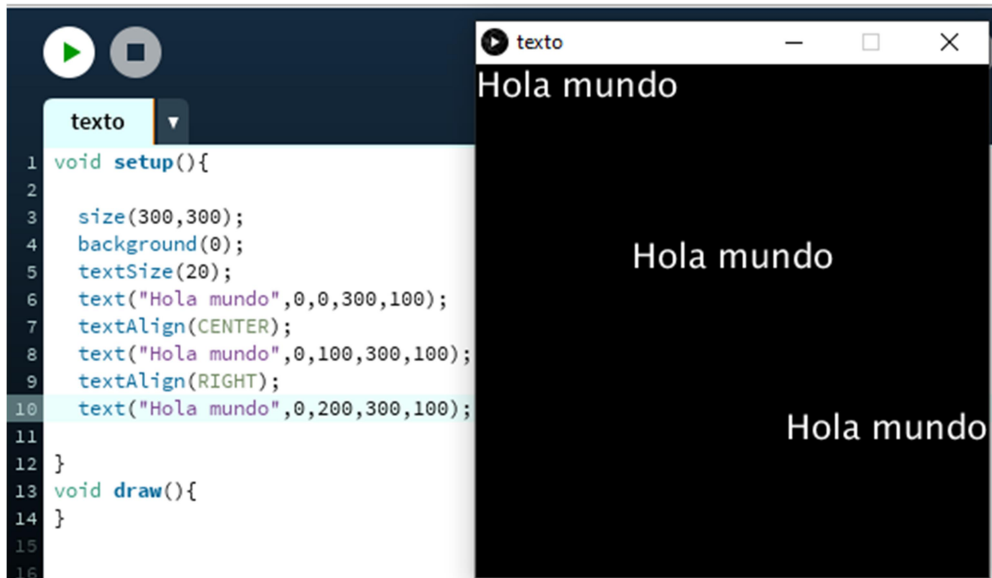 texto
1 void setup(){
2
3 size(300,300);
4 background(0);
5 textSize(20);
6 text("Hola mundo",0,0,300,100);
7 textAlign(CENTER);
8 text("Hola mundo",0,100,300,100);
9 textAlign(RIGHT);
10 text("Hola mundo",0,200,300,100);
11
12 }
13 void draw(){
14 }
15
16
texto
Hola mundo
Hola mundo
Hola mundo